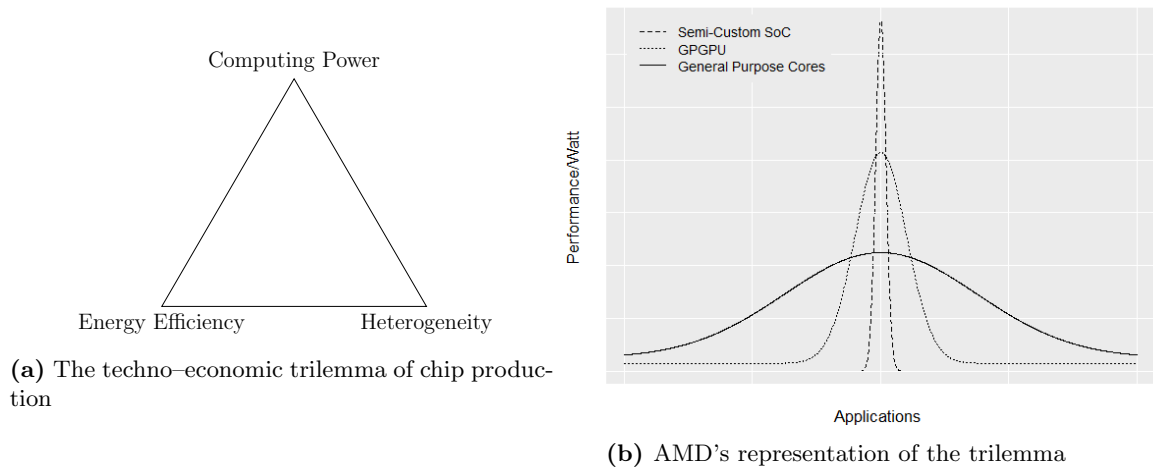 Computing Power
Energy Efficiency
Heterogeneity
(a) The techno–economic trilemma of chip produc-
tion
Semi-Custom SoC
GPGPU
General Purpose Cores
Performance/Watt
Applications
(b) AMD's representation of the trilemma